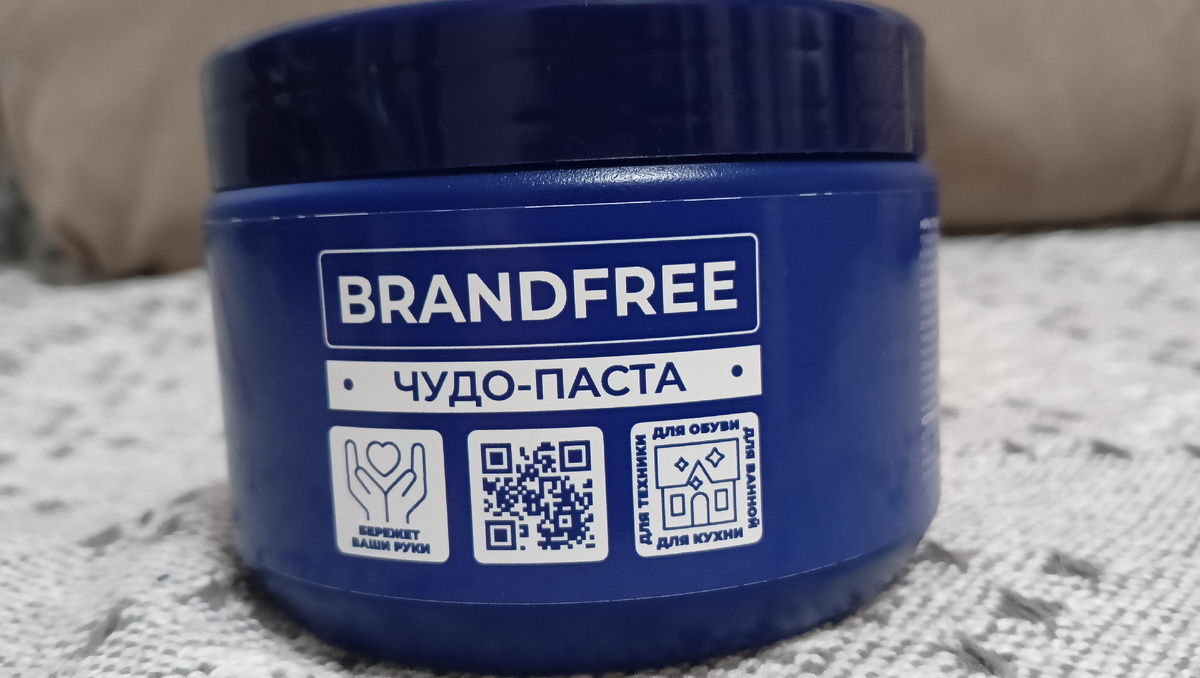 BRANDFREE
• ЧУДО-ПАСТА •
БЕРЕЖЕТ
ВАШИ РУКИ
ДЛЯ ТЕХНИКИ
ДЛЯ ОБУВИ
ДЛЯ ВАННОЙ
ДЛЯ КУХНИ